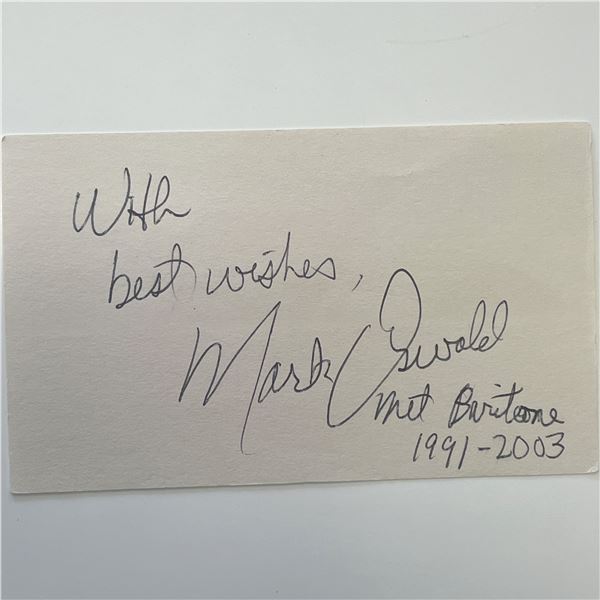 With
best wishes,
Mark Oswald
Met Baritone
1991-2003